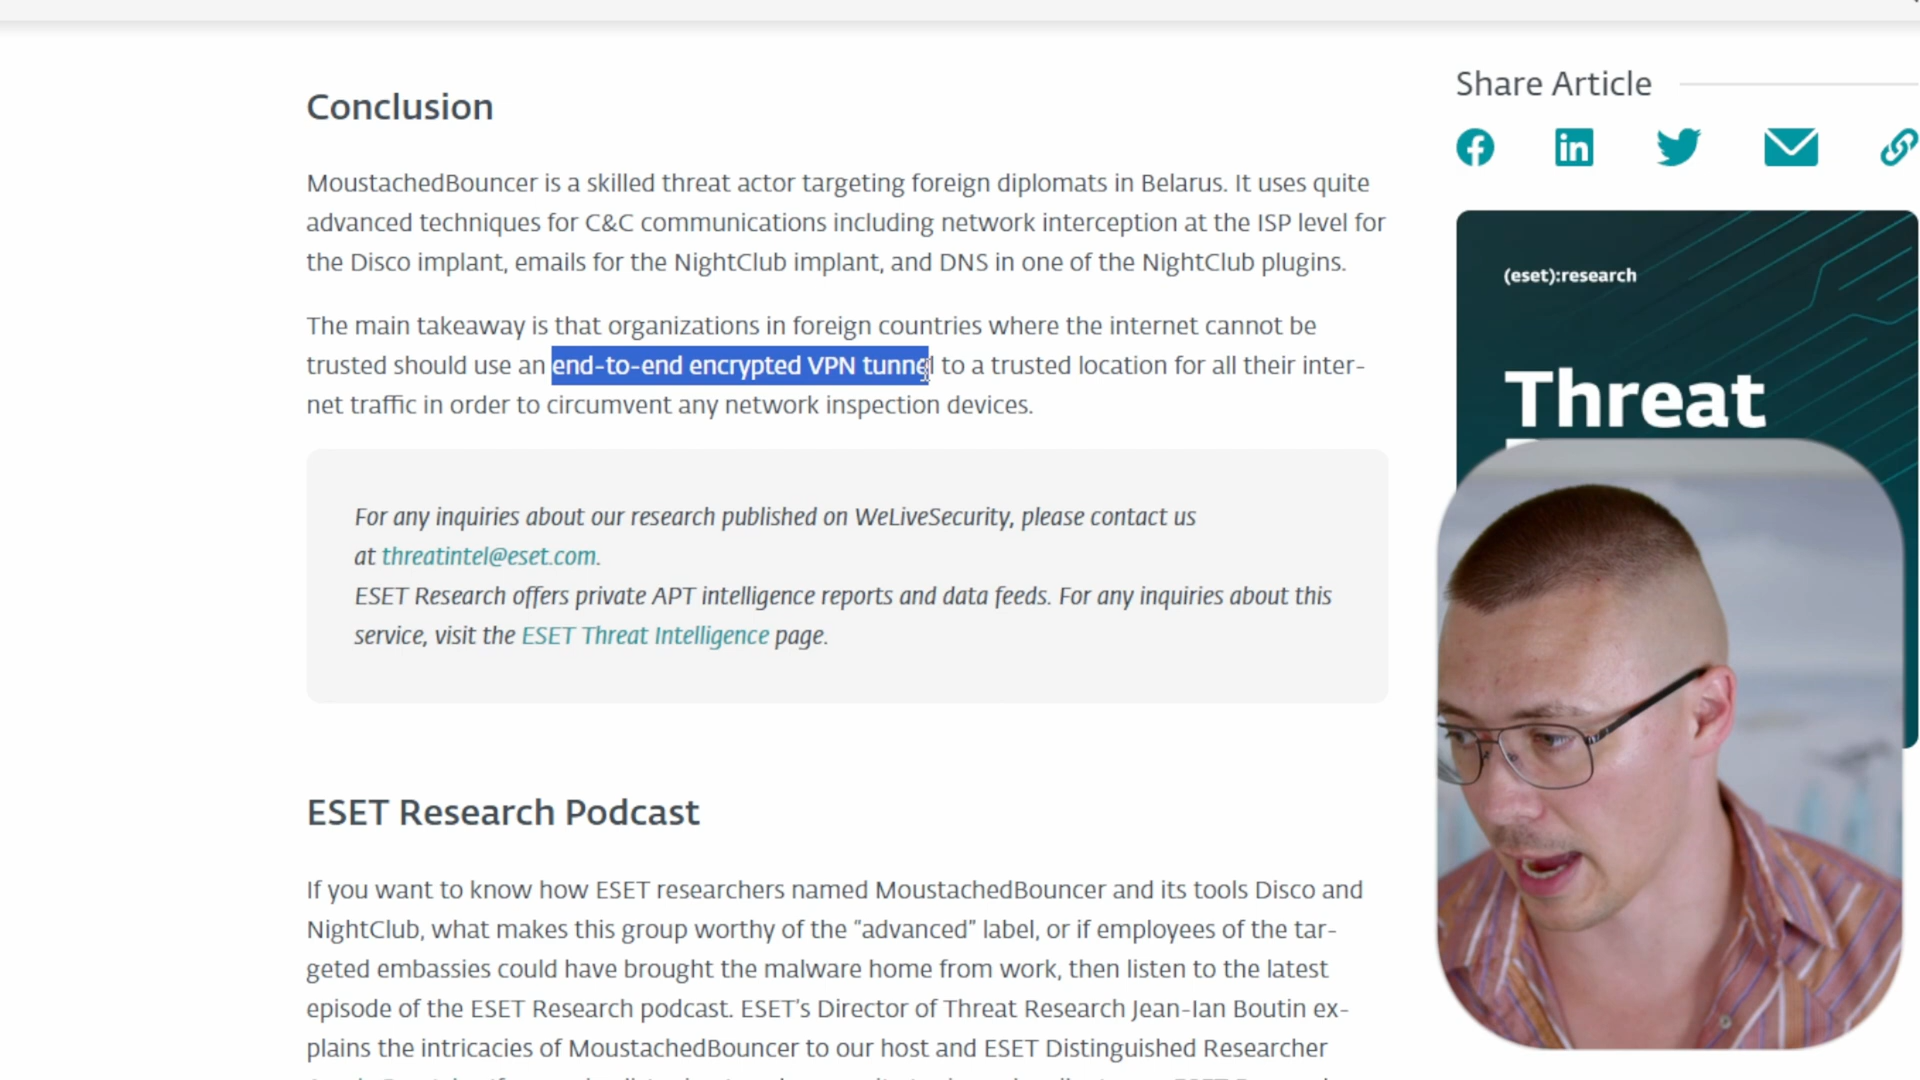 Conclusion
MoustachedBouncer is a skilled threat actor targeting foreign diplomats in Belarus. It uses quite
advanced techniques for C&C communications including network interception at the ISP level for
the Disco implant, emails for the NightClub implant, and DNS in one of the NightClub plugins.
The main takeaway is that organizations in foreign countries where the internet cannot be
trusted should use an end-to-end encrypted VPN tunnel to a trusted location for all their inter-
net traffic in order to circumvent any network inspection devices.
For any inquiries about our research published on WeLiveSecurity, please contact us
at threatintel@eset.com.
ESET Research offers private APT intelligence reports and data feeds. For any inquiries about this
service, visit the ESET Threat Intelligence page.
ESET Research Podcast
If you want to know how ESET researchers named MoustachedBouncer and its tools Disco and
NightClub, what makes this group worthy of the “advanced” label, or if employees of the tar-
geted embassies could have brought the malware home from work, then listen to the latest
episode of the ESET Research podcast. ESET’s Director of Threat Research Jean-Ian Boutin ex-
plains the intricacies of MoustachedBouncer to our host and ESET Distinguished Researcher
Share Article
in
(eset):research
Threat